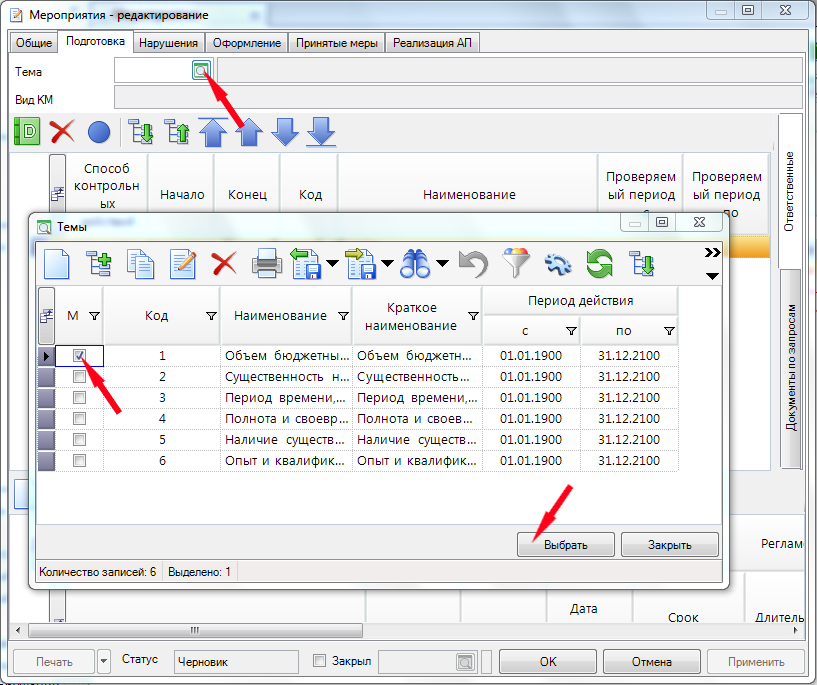 Мероприятия - редактирование
Общие Подготовка Нарушения Оформление Принятые меры Реализация АП
Тема
Вид КМ
Способ контрольн ых Начало Конец Код Наименование Проверяем ый период с Проверяем ый период по
Ответственные
Документы по запросам
Темы
М Код Наименование Краткое наименование Период действия
с по
1 Объем бюджетны... Объем бюджетн... 01.01.1900 31.12.2100
2 Существенность н... Существенность... 01.01.1900 31.12.2100
3 Период времени,... Период времени,... 01.01.1900 31.12.2100
4 Полнота и своевр... Полнота и своев... 01.01.1900 31.12.2100
5 Наличие существ... Наличие сущест... 01.01.1900 31.12.2100
6 Опыт и квалифик... Опыт и квалифик... 01.01.1900 31.12.2100
Выбрать Закрыть
Количество записей: 6 Выделено: 1
Реглам
Дата Срок Длитель
Печать Статус Черновик Закрыл OK Отмена Применить